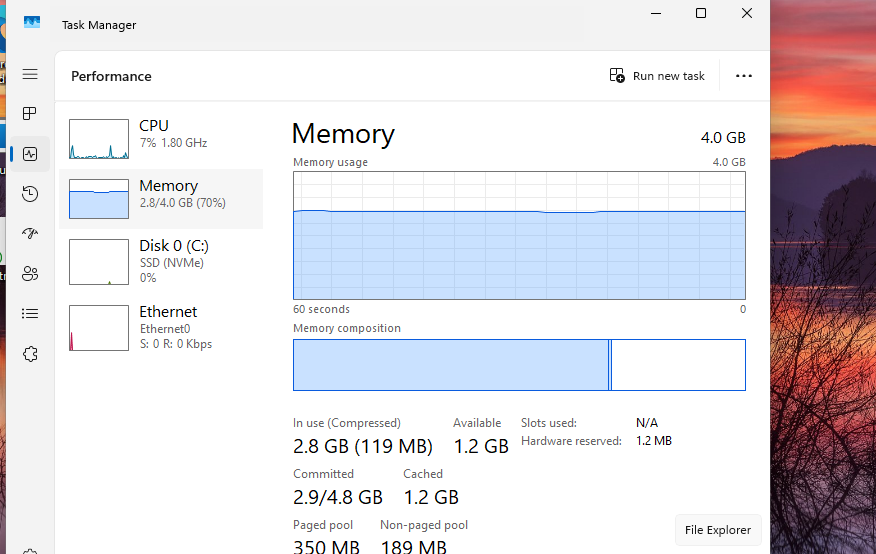 Task Manager
Performance
Run new task
CPU
7% 1.80 GHz
Memory
2.8/4.0 GB (70%)
Disk 0 (C:)
SSD (NVMe)
0%
Ethernet
Ethernet0
S: 0 R: 0 Kbps
Memory
4.0 GB
Memory usage
4.0 GB
60 seconds
0
Memory composition
In use (Compressed)
2.8 GB (119 MB)
Available
1.2 GB
Slots used:
N/A
Hardware reserved:
1.2 MB
Committed
2.9/4.8 GB
Cached
1.2 GB
Paged pool
350 MB
Non-paged pool
189 MB
File Explorer